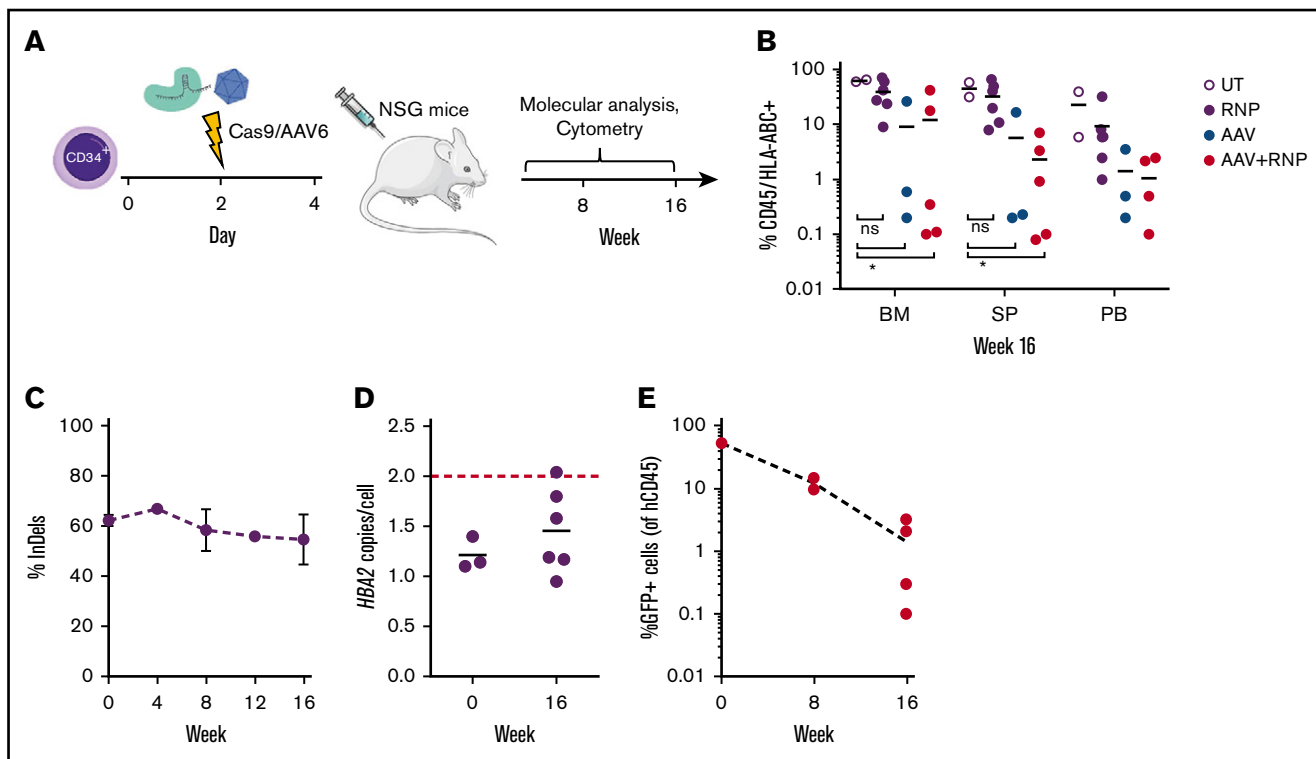 A
CD34+
Cas9/AAV6
0
2
4
Day
NSG mice
Molecular analysis,
Cytometry
8
16
Week
B
% CD45/HLA-ABC+
100
10
1
0.1
0.01
ns
*
ns
*
BM
SP
PB
Week 16
UT
RNP
AAV
AAV+RNP
C
% InDels
100
80
60
40
20
0
0
4
8
12
16
Week
D
HBA2 copies/cell
2.5
2.0
1.5
1.0
0.5
0.0
0
16
Week
E
%GFP+ cells (of hCD45)
100
10
1
0.1
0.01
0
8
16
Week